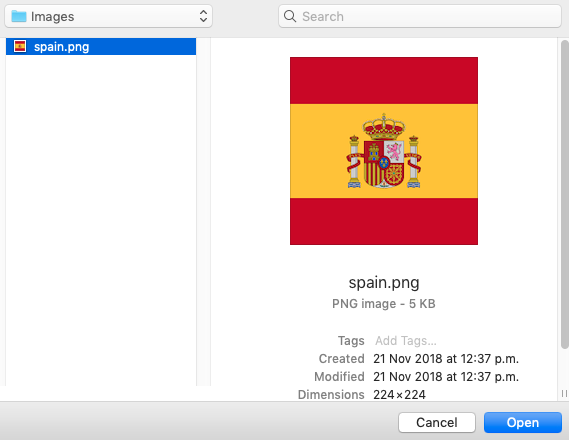 Images
Search
spain.png
spain.png
PNG image - 5 KB
Tags Add Tags...
Created 21 Nov 2018 at 12:37 p.m.
Modified 21 Nov 2018 at 12:37 p.m.
Dimensions 224×224
Cancel Open